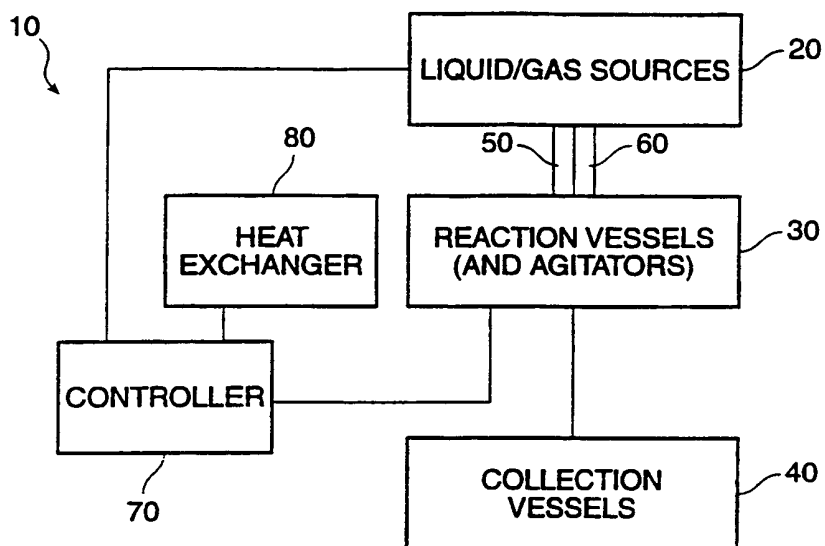 10
LIQUID/GAS SOURCES
20
50
60
80
HEAT
EXCHANGER
REACTION VESSELS
(AND AGITATORS)
30
CONTROLLER
70
COLLECTION
VESSELS
40